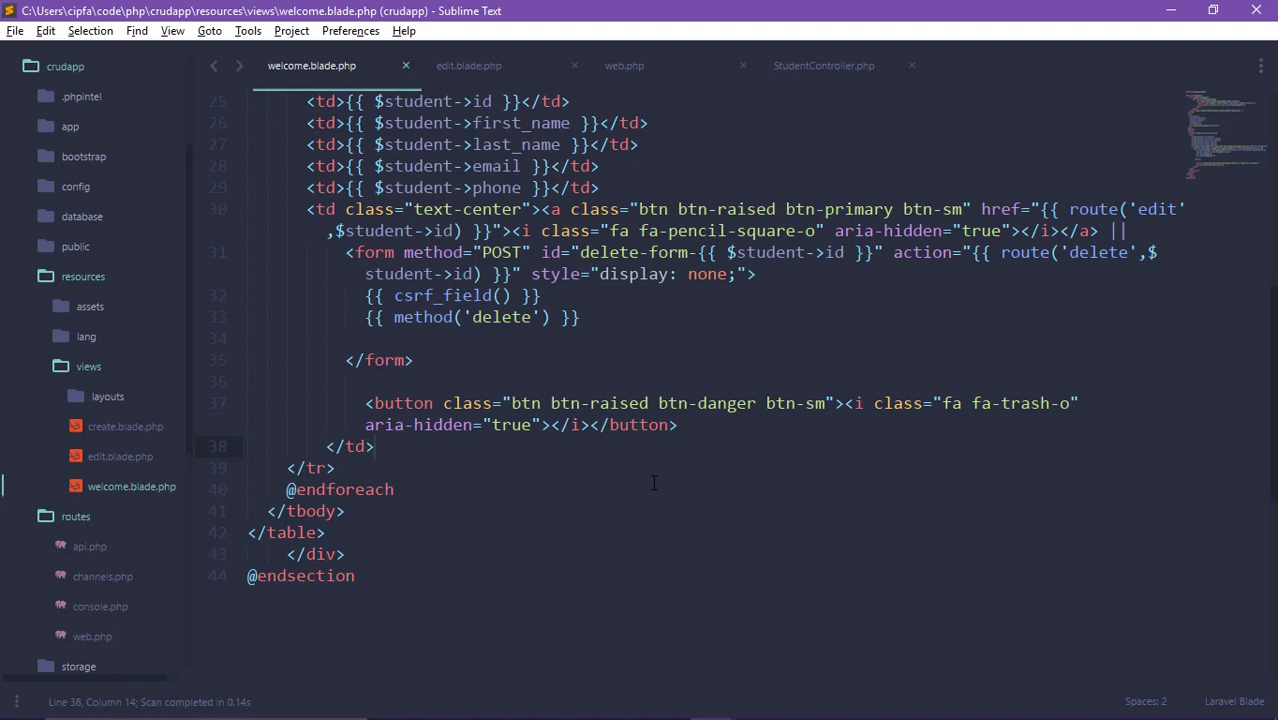 C:\Users\cipfa\code\php\crudapp\resources\views\welcome.blade.php (crudapp) - Sublime Text
File Edit Selection Find View Goto Tools Project Preferences Help
crudapp
.phpintel
app
bootstrap
config
database
public
resources
assets
lang
views
layouts
create.blade.php
edit.blade.php
welcome.blade.php
routes
api.php
channels.php
console.php
web.php
storage
welcome.blade.php × edit.blade.php × web.php × StudentController.php ×
25 <td>{{ $student->id }}</td>
26 <td>{{ $student->first_name }}</td>
27 <td>{{ $student->last_name }}</td>
28 <td>{{ $student->email }}</td>
29 <td>{{ $student->phone }}</td>
30 <td class="text-center"><a class="btn btn-raised btn-primary btn-sm" href="{{ route('edit'
,$student->id) }}"><i class="fa fa-pencil-square-o" aria-hidden="true"></i></a> ||
31 <form method="POST" id="delete-form-{{ $student->id }}" action="{{ route('delete',$
student->id) }}" style="display: none;">
32 {{ csrf_field() }}
33 {{ method('delete') }}
34
35 </form>
36
37 <button class="btn btn-raised btn-danger btn-sm"><i class="fa fa-trash-o"
aria-hidden="true"></i></button>
38 </td>
39 </tr>
40 @endforeach
41 </tbody>
42 </table>
43 </div>
44 @endsection
Line 38, Column 14; Scan completed in 0.14s
Spaces: 2
Laravel Blade